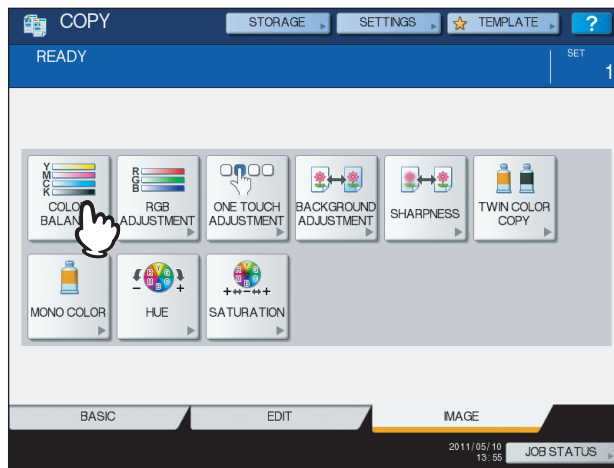 COPY
STORAGE
SETTINGS
TEMPLATE
?
READY
SET
1
Y
M
C
K
COLOR
BALAN
R
G
B
RGB
ADJUSTMENT
ONE TOUCH
ADJUSTMENT
BACKGROUND
ADJUSTMENT
SHARPNESS
TWIN COLOR
COPY
MONO COLOR
Y
G
C
B
M
R
- +
HUE
+ - +
SATURATION
BASIC
EDIT
IMAGE
2011/05/10
13:55
JOB STATUS